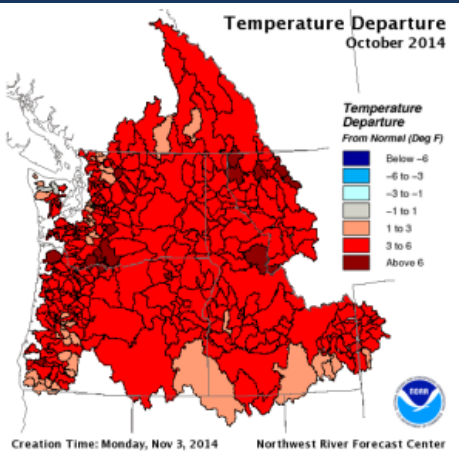 Temperature Departure
October 2014
Temperature
Departure
From Normal (Deg F)
Below -6
-6 to -3
-3 to -1
-1 to 1
1 to 3
3 to 6
Above 6
NOAA
Creation Time: Monday, Nov 3, 2014
Northwest River Forecast Center